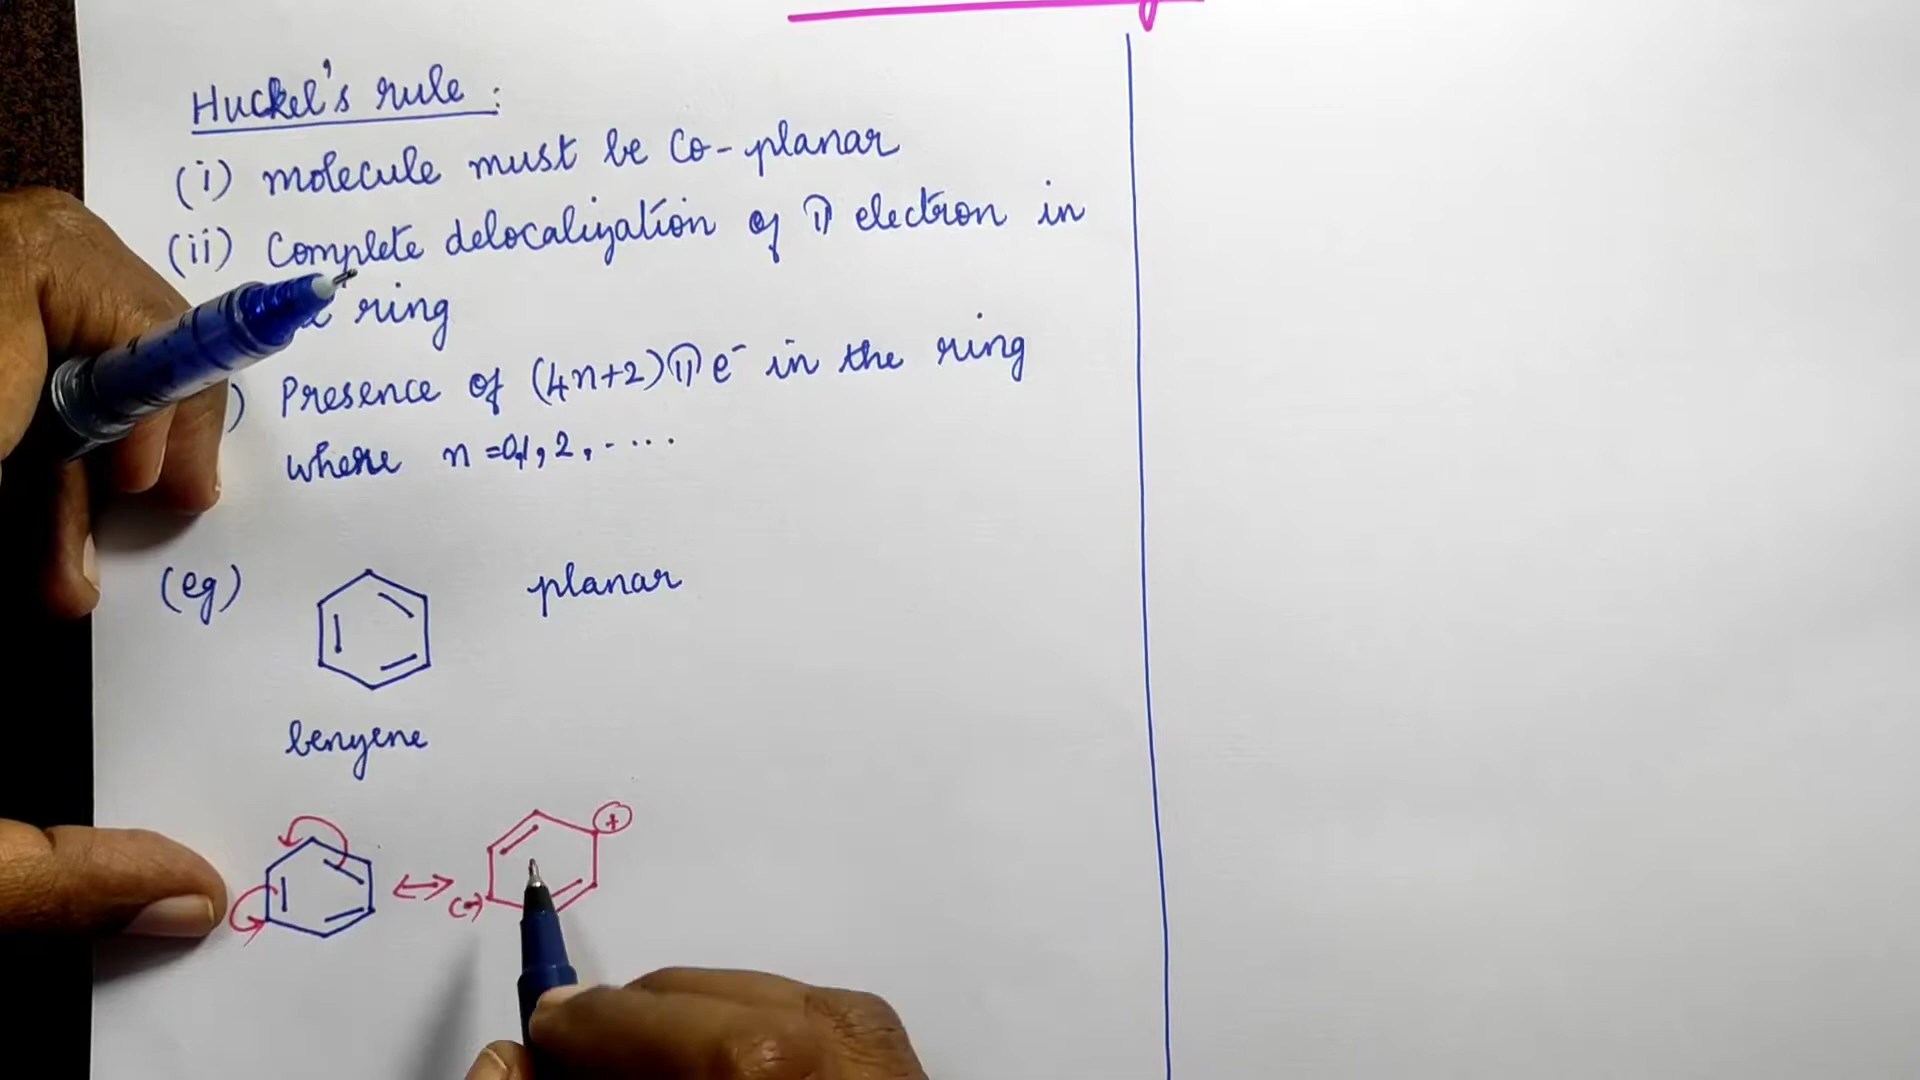 Huckel's rule :
(i) molecule must be co-planar
(ii) Complete delocalization of π electron in
ring
) Presence of (4n+2)π e⁻ in the ring
where n =0,1,2,.....
(eg) planar
benzene
+
(-)